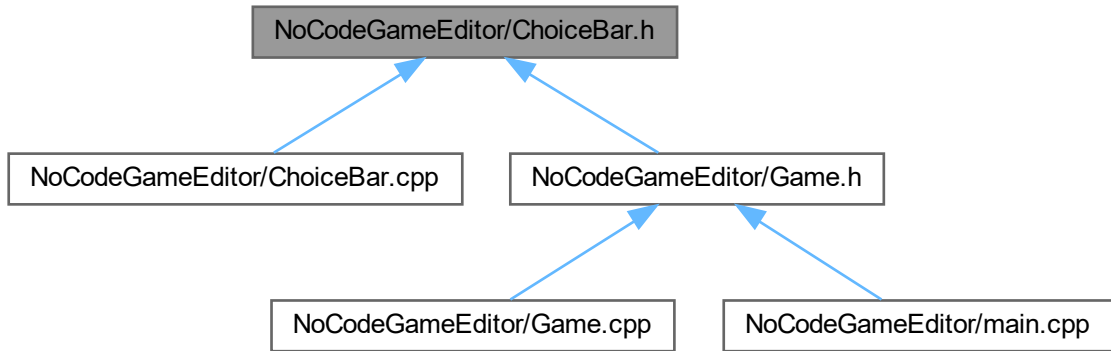 NoCodeGameEditor/ChoiceBar.h
NoCodeGameEditor/ChoiceBar.cpp
NoCodeGameEditor/Game.h
NoCodeGameEditor/Game.cpp
NoCodeGameEditor/main.cpp